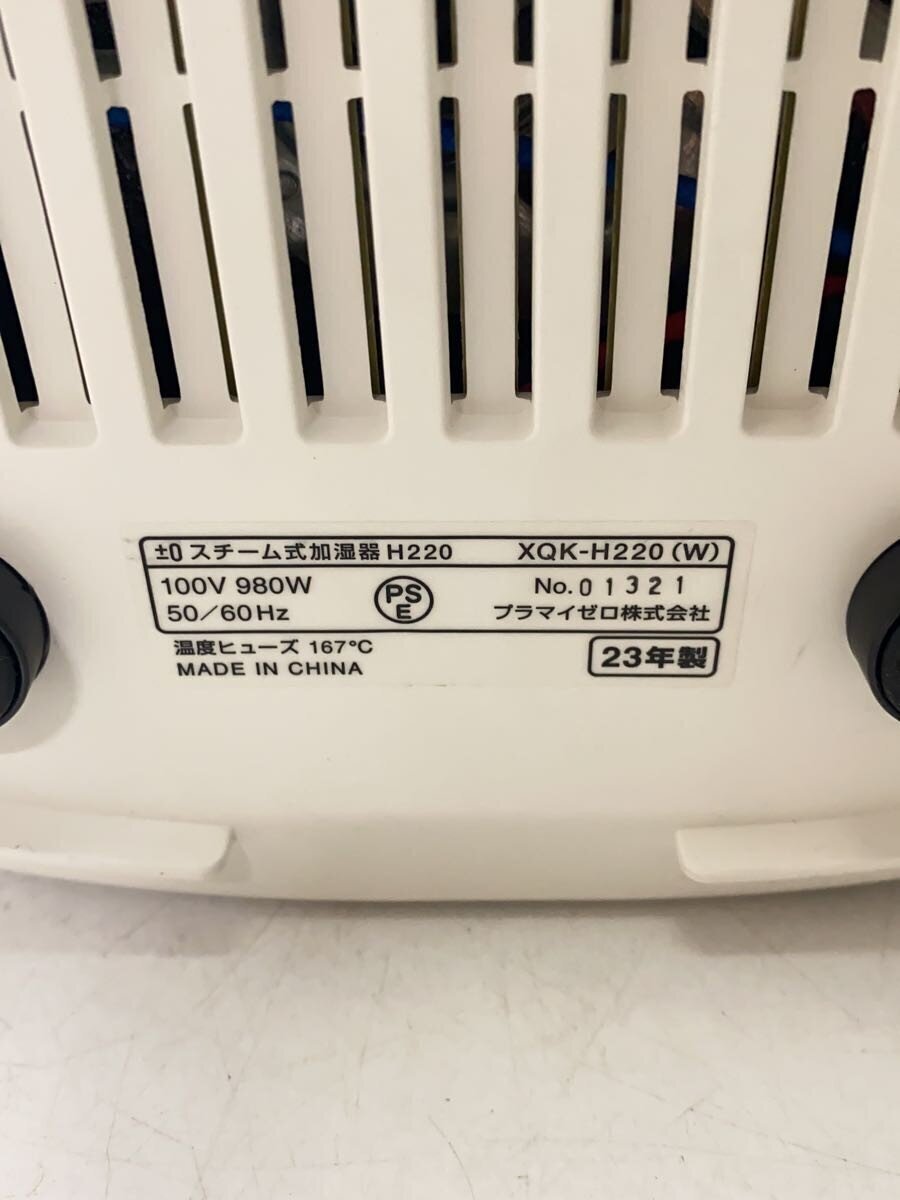 ±0 スチーム式加湿器 H220 XQK-H220 (W)
100V 980W
50/60Hz
PS
E
No. 01321
プラマイゼロ株式会社
温度ヒューズ 167℃
MADE IN CHINA
23年製